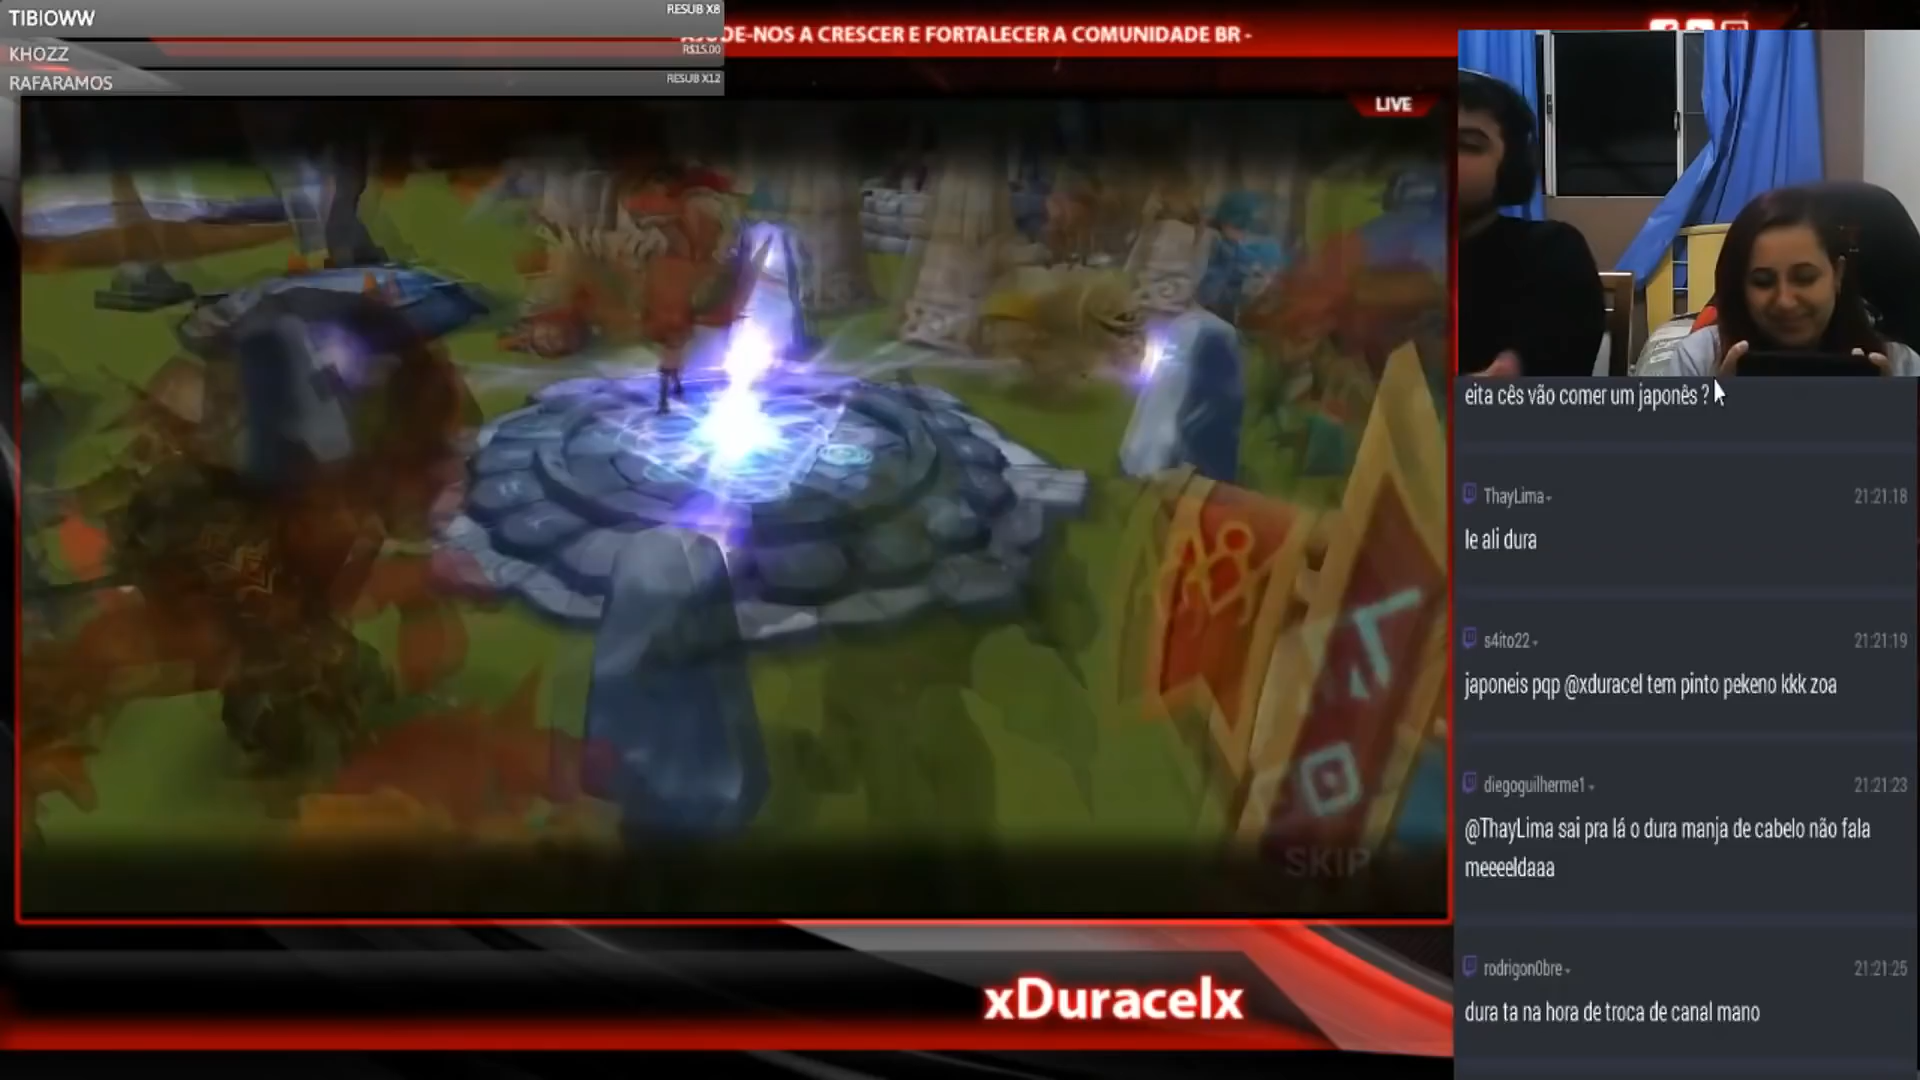 TIBIOWW
RESUB X8
KHOZZ
R$15.00
RAFARAMOS
RESUB X12
DE-NOS A CRESCER E FORTALECER A COMUNIDADE BR -
LIVE
eita cês vão comer um japonês ?
ThayLima
21:21:18
le ali dura
s4ito22
21:21:19
japoneis pqp @xduracel tem pinto pekeno kkk zoa
diegoguilherme1
21:21:23
@ThayLima sai pra lá o dura manja de cabelo não fala
meeeeldaaa
rodrigon0bre
21:21:25
dura ta na hora de troca de canal mano
SKIP
xDuracelx